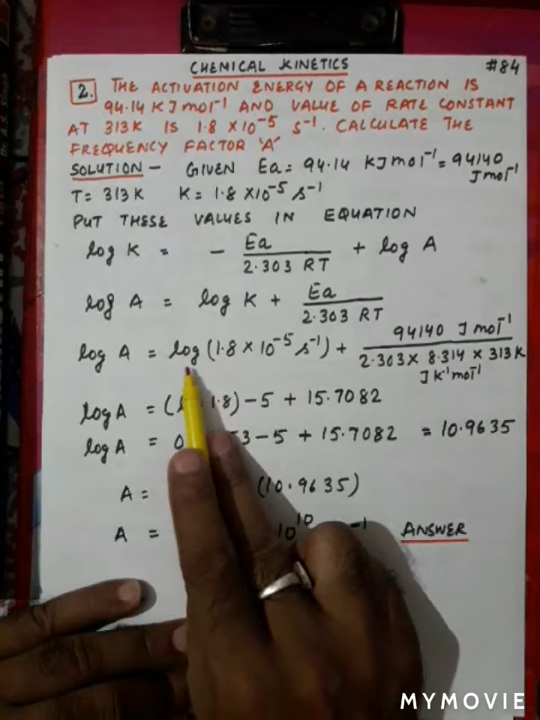 CHEMICAL KINETICS #84
2. THE ACTIVATION ENERGY OF A REACTION IS
94.14 KJ mol⁻¹ AND VALUE OF RATE CONSTANT
AT 313K IS 1.8 × 10⁻⁵ s⁻¹. CALCULATE THE
FREQUENCY FACTOR 'A'
SOLUTION – GIVEN Ea = 94.14 KJ mol⁻¹ = 94140 J mol⁻¹
T = 313 K K = 1.8 × 10⁻⁵ s⁻¹
PUT THESE VALUES IN EQUATION
log K = - Ea / 2.303 RT + log A
log A = log K + Ea / 2.303 RT
log A = log (1.8 × 10⁻⁵ s⁻¹) + 94140 J mol⁻¹ / 2.303 × 8.314 × 313K JK⁻¹ mol⁻¹
log A = ( 1.8) - 5 + 15.7082
log A = - 5 + 15.7082 = 10.9635
A = (10.9635)
A = 10¹⁰ ⁻¹ ANSWER
MYMOVIE